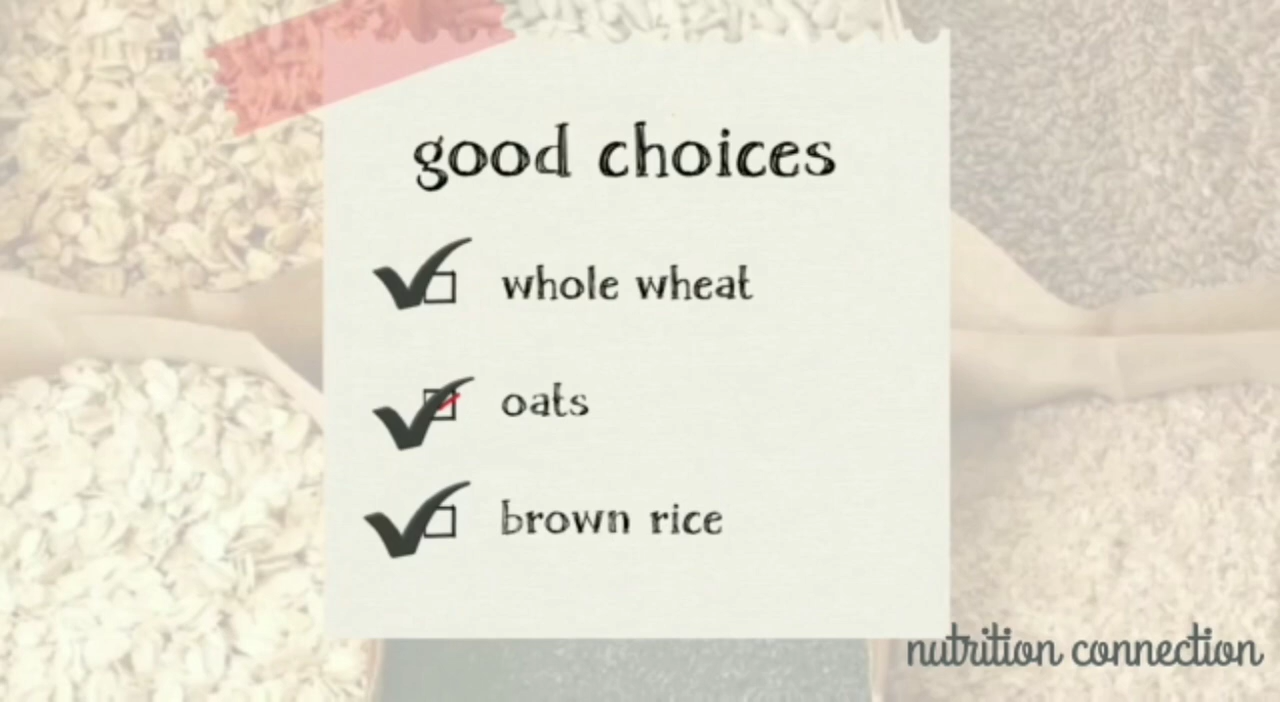 good choices
whole wheat
oats
brown rice
nutrition connection